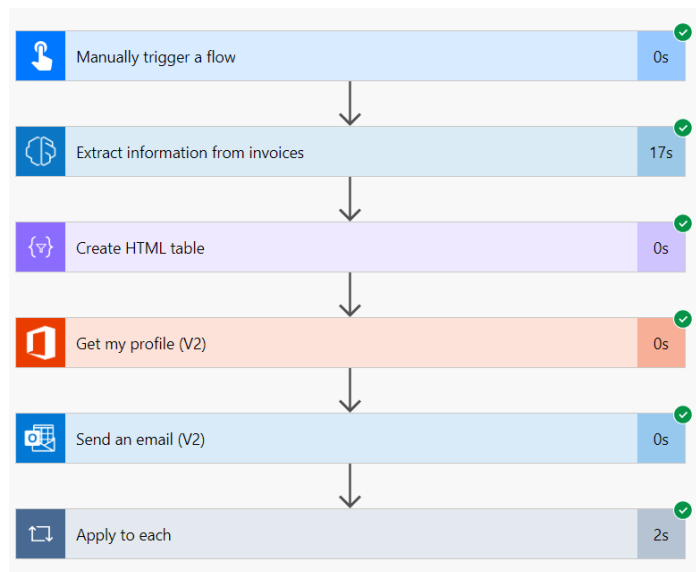 Manually trigger a flow 0s
Extract information from invoices 17s
Create HTML table 0s
Get my profile (V2) 0s
Send an email (V2) 0s
Apply to each 2s